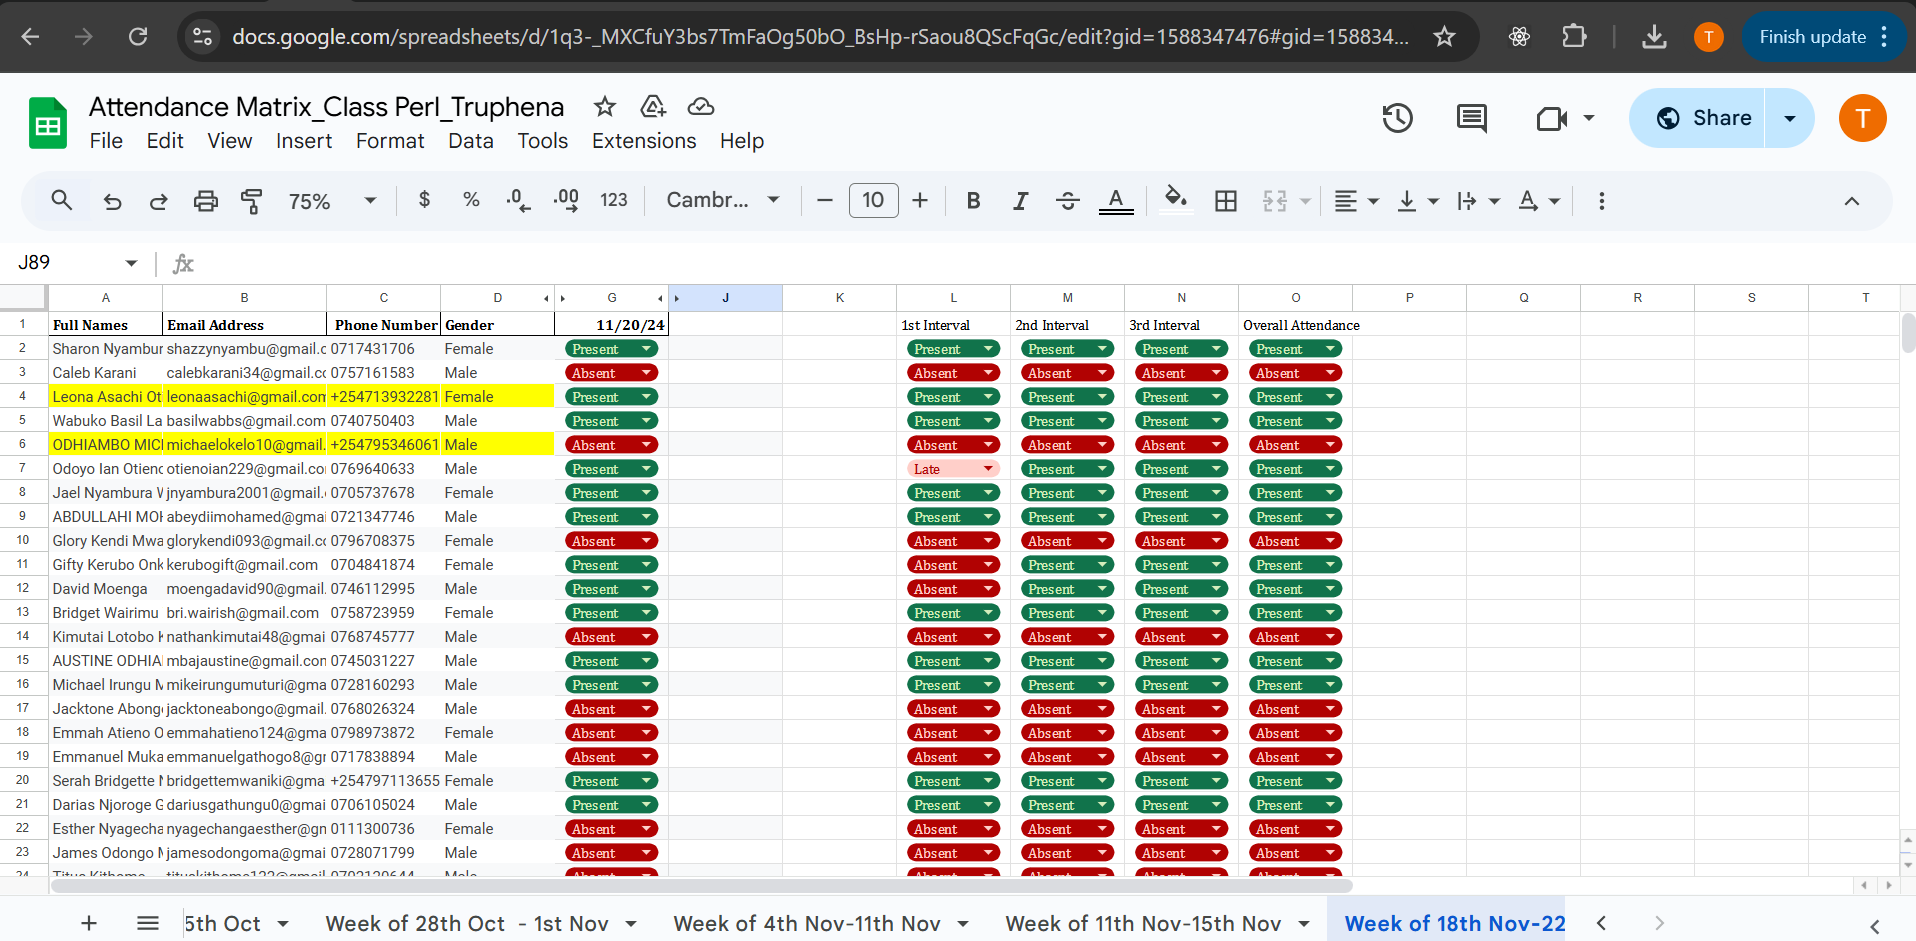 docs.google.com/spreadsheets/d/1q3-_MXCfuY3bs7TmFaOg50bO_BsHp-rSaou8QScFqGc/edit?gid=1588347476#gid=158834...
T
Finish update
Attendance Matrix_Class Perl_Truphena
File Edit View Insert Format Data Tools Extensions Help
Share
T
75% $ % .0 .00 123 Cambr... 10 B I A A
J89 fx
A B C D G J K L M N O P Q R S T
1 Full Names Email Address Phone Number Gender 11/20/24 1st Interval 2nd Interval 3rd Interval Overall Attendance
2 Sharon Nyambur shazzynyambu@gmail.c 0717431706 Female Present Present Present Present Present
3 Caleb Karani calebkarani34@gmail.cc 0757161583 Male Absent Absent Absent Absent Absent
4 Leona Asachi Ot leonaasachi@gmail.com +254713932281 Female Present Present Present Present Present
5 Wabuko Basil La basilwabbs@gmail.com 0740750403 Male Present Present Present Present Present
6 ODHIAMBO MICH michaelokelo10@gmail. +254795346061 Male Absent Absent Absent Absent Absent
7 Odoyo Ian Otieno otienoian229@gmail.co 0769640633 Male Present Late Present Present Present
8 Jael Nyambura W jnyambura2001@gmail. 0705737678 Female Present Present Present Present Present
9 ABDULLAHI MOH abeydiimohamed@gmai 0721347746 Male Present Present Present Present Present
10 Glory Kendi Mwa glorykendi093@gmail.cc 0796708375 Female Absent Absent Absent Absent Absent
11 Gifty Kerubo Onk kerubogift@gmail.com 0704841874 Female Present Absent Present Present Present
12 David Moenga moengadavid90@gmail. 0746112995 Male Present Absent Present Present Present
13 Bridget Wairimu bri.wairish@gmail.com 0758723959 Female Present Present Present Present Present
14 Kimutai Lotobo K nathankimutai48@gmai 0768745777 Male Absent Absent Absent Absent Absent
15 AUSTINE ODHIA mbajaustine@gmail.con 0745031227 Male Present Present Present Present Present
16 Michael Irungu M mikeirungumuturi@gma 0728160293 Male Present Present Present Present Present
17 Jacktone Abong jacktoneabongo@gmail. 0768026324 Male Absent Absent Absent Absent Absent
18 Emmah Atieno O emmahatieno124@gma 0798973872 Female Absent Absent Absent Absent Absent
19 Emmanuel Muka emmanuelgathogo8@gr 0717838894 Male Absent Absent Absent Absent Absent
20 Serah Bridgette M bridgettemwaniki@gma +254797113655 Female Present Present Present Present Present
21 Darias Njoroge G dariusgathungu0@gmai 0706105024 Male Present Present Present Present Present
22 Esther Nyagecha nyagechangaesther@gn 0111300736 Female Absent Absent Absent Absent Absent
23 James Odongo M jamesodongoma@gmai 0728071799 Male Absent Absent Absent Absent Absent
5th Oct Week of 28th Oct - 1st Nov Week of 4th Nov-11th Nov Week of 11th Nov-15th Nov Week of 18th Nov-22